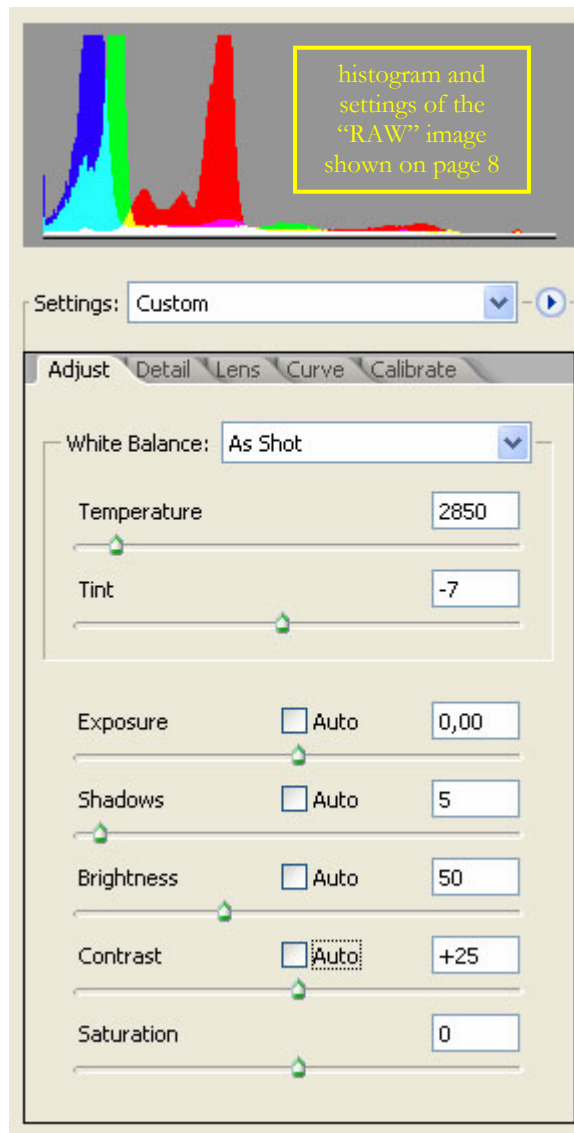 histogram and
settings of the
“RAW” image
shown on page 8
Settings: Custom
Adjust Detail Lens Curve Calibrate
White Balance: As Shot
Temperature 2850
Tint -7
Exposure Auto 0,00
Shadows Auto 5
Brightness Auto 50
Contrast Auto +25
Saturation 0